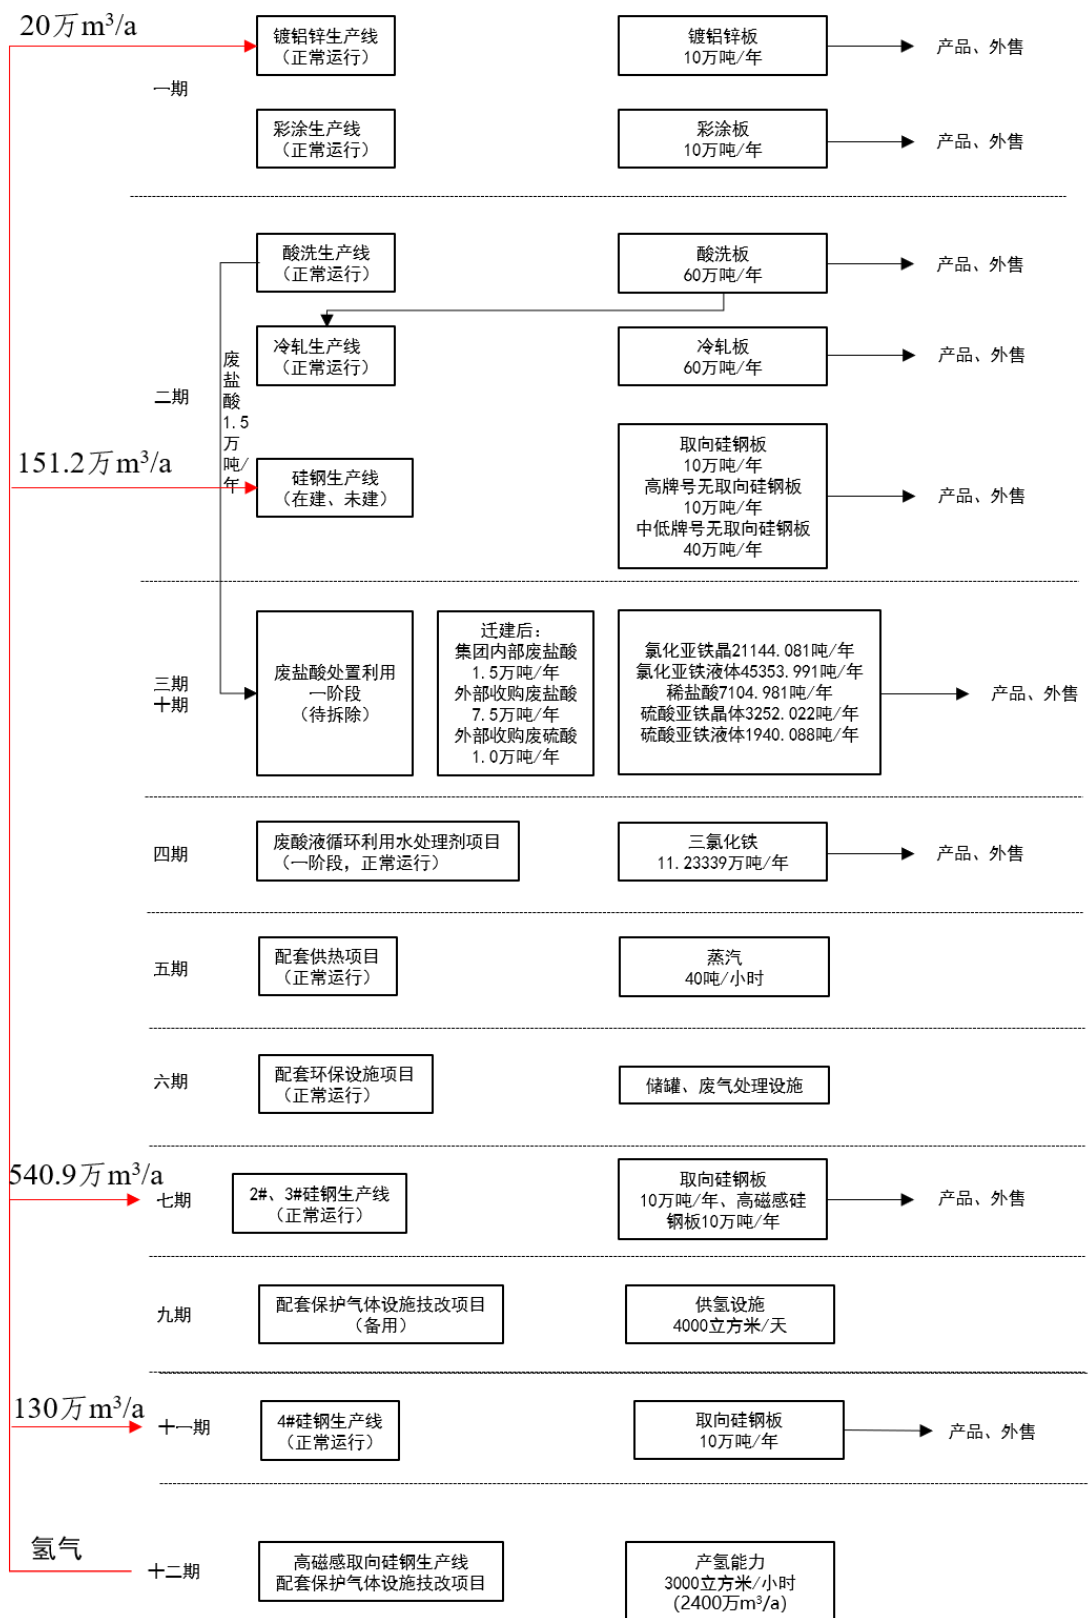 20万m³/a
镀铝锌生产线
（正常运行）
镀铝锌板
10万吨/年
产品、外售
一期
彩涂生产线
（正常运行）
彩涂板
10万吨/年
产品、外售
酸洗生产线
（正常运行）
酸洗板
60万吨/年
产品、外售
冷轧生产线
（正常运行）
冷轧板
60万吨/年
产品、外售
二期
废
盐
酸
1.5
万
吨/
年
151.2万m³/a
硅钢生产线
（在建、未建）
取向硅钢板
10万吨/年
高牌号无取向硅钢板
10万吨/年
中低牌号无取向硅钢板
40万吨/年
产品、外售
三期
十期
废盐酸处置利用
一阶段
（待拆除）
迁建后：
集团内部废盐酸
1.5万吨/年
外部收购废盐酸
7.5万吨/年
外部收购废硫酸
1.0万吨/年
氯化亚铁晶21144.081吨/年
氯化亚铁液体45353.991吨/年
稀盐酸7104.981吨/年
硫酸亚铁晶体3252.022吨/年
硫酸亚铁液体1940.088吨/年
产品、外售
四期
废酸液循环利用水处理剂项目
（一阶段，正常运行）
三氯化铁
11.23339万吨/年
产品、外售
五期
配套供热项目
（正常运行）
蒸汽
40吨/小时
六期
配套环保设施项目
（正常运行）
储罐、废气处理设施
540.9万m³/a
七期
2#、3#硅钢生产线
（正常运行）
取向硅钢板
10万吨/年、高磁感硅
钢板10万吨/年
产品、外售
九期
配套保护气体设施技改项目
（备用）
供氢设施
4000立方米/天
130万m³/a
十一期
4#硅钢生产线
（正常运行）
取向硅钢板
10万吨/年
产品、外售
氢气
十二期
高磁感取向硅钢生产线
配套保护气体设施技改项目
产氢能力
3000立方米/小时
(2400万m³/a)